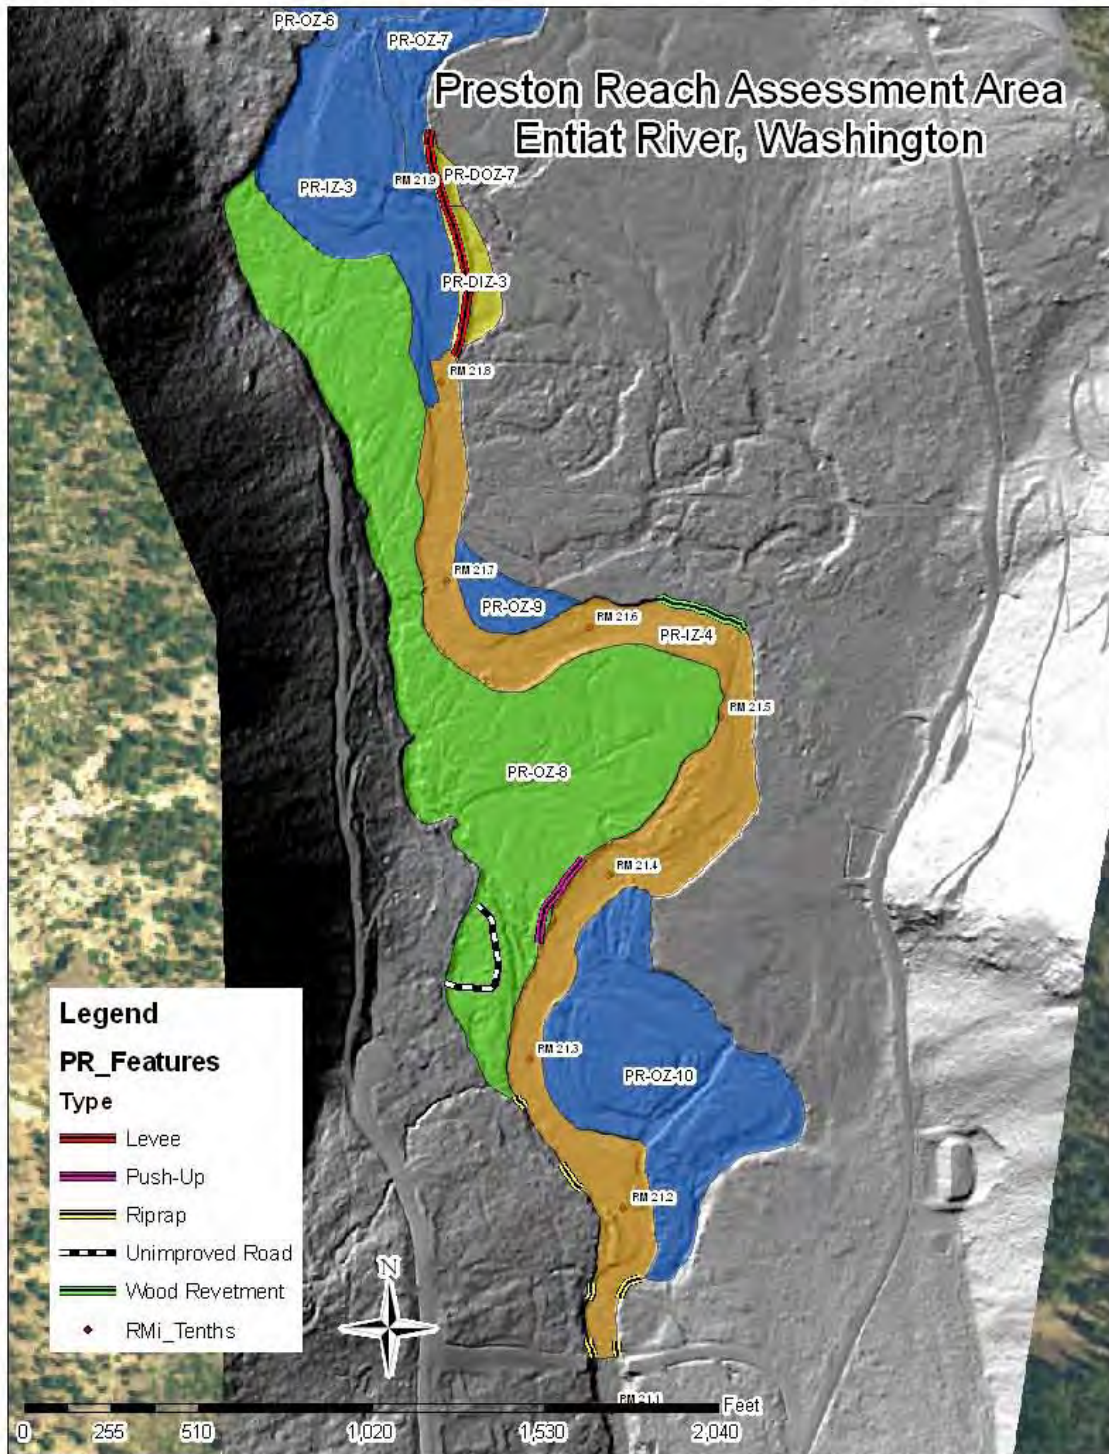 PR-OZ-6
PR-OZ-7
Preston Reach Assessment Area
Entiat River, Washington
PR-DOZ-7
RM 21.9
PR-IZ-3
PR-DIZ-3
RM 21.8
RM 21.7
PR-OZ-9
RM 21.6
PR-IZ-4
RM 21.5
PR-OZ-8
RM 21.4
RM 21.3
PR-OZ-10
RM 21.2
Legend
PR_Features
Type
Levee
Push-Up
Riprap
Unimproved Road
Wood Revetment
RMi_Tenths
N
RM 21.1
Feet
0 255 510 1,020 1,530 2,040